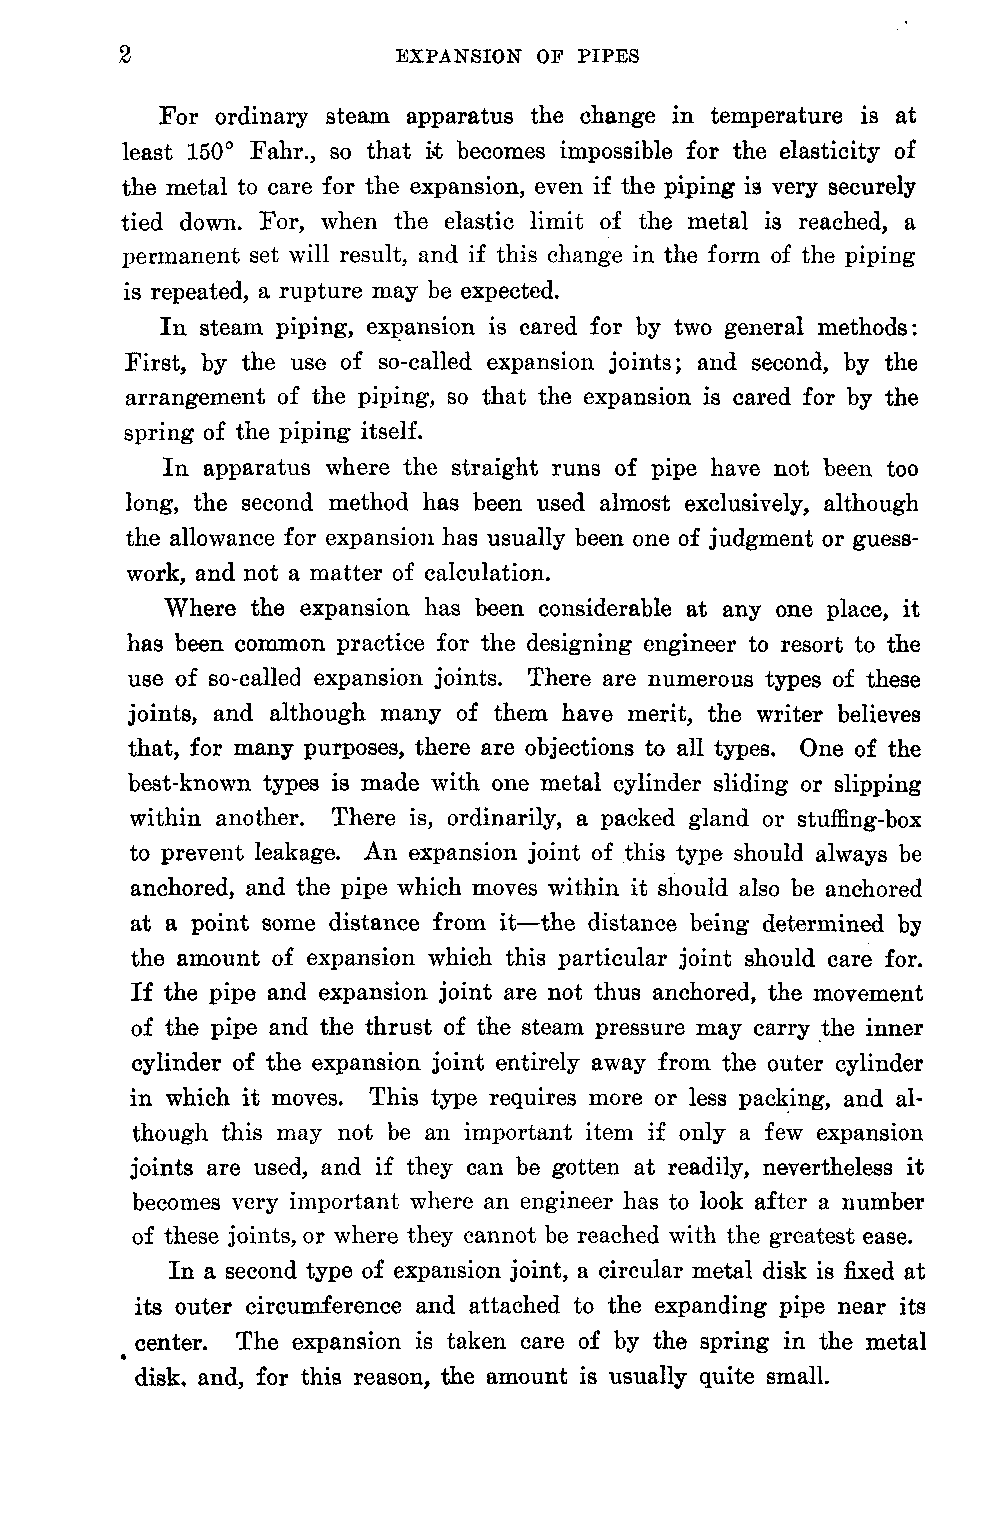 2 EXPANSION OF PIPES
For ordinary steam apparatus the change in temperature is at
least 150° Fahr., so that it becomes impossible for the elasticity of
the metal to care for the expansion, even if the piping is very securely
tied down. For, when the elastic limit of the metal is reached, a
permanent set will result, and if this change in the form of the piping
is repeated, a rupture may be expected.
In steam piping, expansion is cared for by two general methods:
First, by the use of so-called expansion joints; and second, by the
arrangement of the piping, so that the expansion is cared for by the
spring of the piping itself.
In apparatus where the straight runs of pipe have not been too
long, the second method has been used almost exclusively, although
the allowance for expansion has usually been one of judgment or guess-
work, and not a matter of calculation.
Where the expansion has been considerable at any one place, it
has been common practice for the designing engineer to resort to the
use of so-called expansion joints. There are numerous types of these
joints, and although many of them have merit, the writer believes
that, for many purposes, there are objections to all types. One of the
best-known types is made with one metal cylinder sliding or slipping
within another. There is, ordinarily, a packed gland or stuffing-box
to prevent leakage. An expansion joint of this type should always be
anchored, and the pipe which moves within it should also be anchored
at a point some distance from it—the distance being determined by
the amount of expansion which this particular joint should care for.
If the pipe and expansion joint are not thus anchored, the movement
of the pipe and the thrust of the steam pressure may carry the inner
cylinder of the expansion joint entirely away from the outer cylinder
in which it moves. This type requires more or less packing, and al-
though this may not be an important item if only a few expansion
joints are used, and if they can be gotten at readily, nevertheless it
becomes very important where an engineer has to look after a number
of these joints, or where they cannot be reached with the greatest ease.
In a second type of expansion joint, a circular metal disk is fixed at
its outer circumference and attached to the expanding pipe near its
center. The expansion is taken care of by the spring in the metal
disk, and, for this reason, the amount is usually quite small.